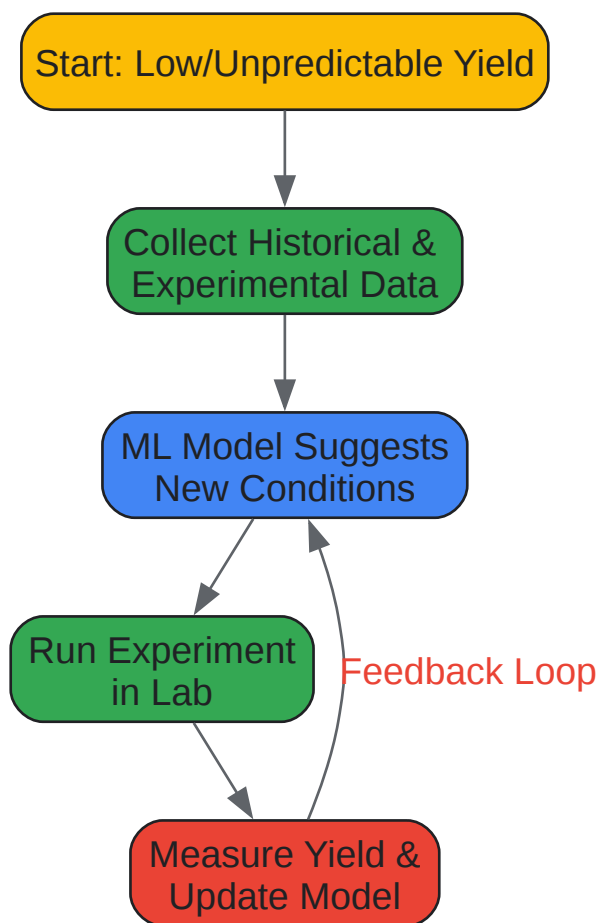 Start: Low/Unpredictable Yield
Collect Historical &
Experimental Data
ML Model Suggests
New Conditions
Run Experiment
in Lab
Feedback Loop
Measure Yield &
Update Model